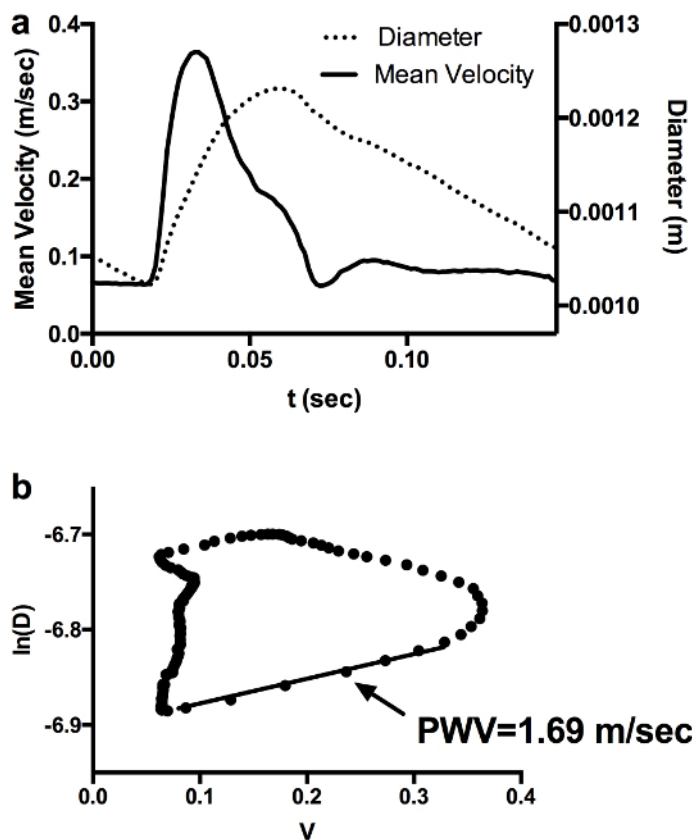 a
0.4
0.3
0.2
0.1
0.0
Mean Velocity (m/sec)
Diameter
Mean Velocity
0.0013
0.0012
0.0011
0.0010
Diameter (m)
0.00
0.05
0.10
t (sec)
b
-6.7
-6.8
-6.9
ln(D)
PWV=1.69 m/sec
0.0
0.1
0.2
0.3
0.4
V